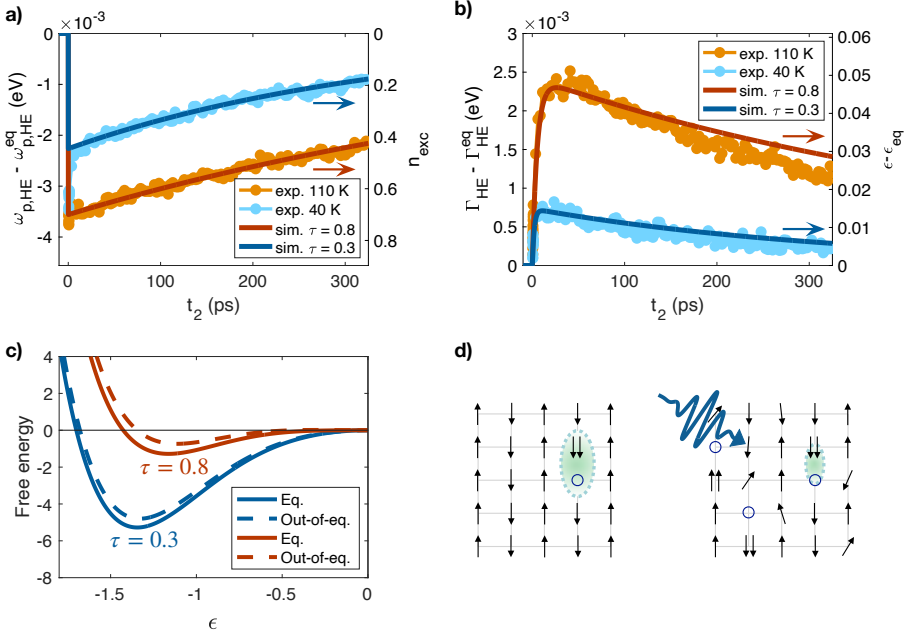 a)
×10⁻³
0
-1
-2
-3
-4
ω_p,HE - ω^eq_p,HE (eV)
0
0.2
0.4
0.6
0.8
n_exc
exp. 110 K
exp. 40 K
sim. τ = 0.8
sim. τ = 0.3
0
100
200
300
t_2 (ps)
b)
×10⁻³
3
2.5
2
1.5
1
0.5
0
Γ_HE - Γ^eq_HE (eV)
0.06
0.05
0.04
0.03
0.02
0.01
0
ϵ-ϵ_eq
exp. 110 K
exp. 40 K
sim. τ = 0.8
sim. τ = 0.3
0
100
200
300
t_2 (ps)
c)
4
2
0
-2
-4
-6
-8
Free energy
τ = 0.8
τ = 0.3
Eq.
Out-of-eq.
Eq.
Out-of-eq.
-1.5
-1
-0.5
0
ϵ
d)